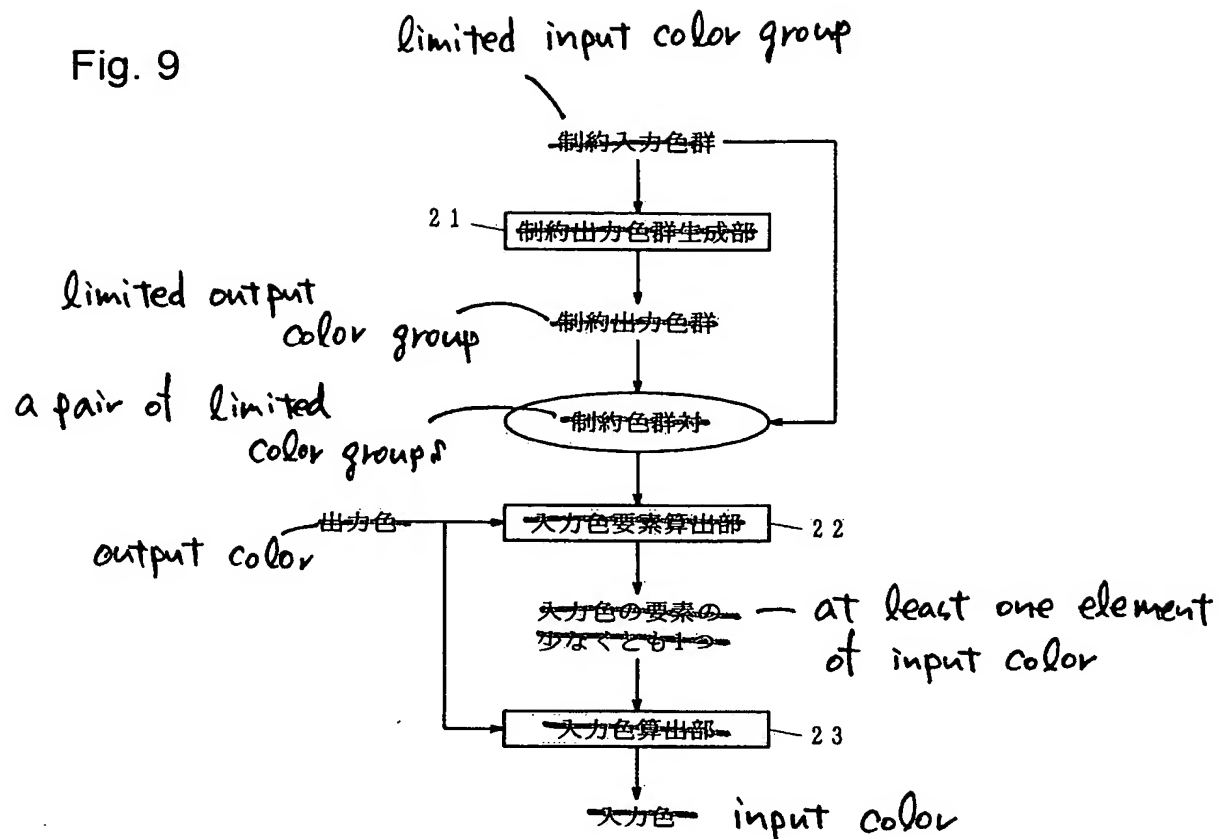 Fig. 9
limited input color group
制約入力色群
21
制約出力色群生成部
limited output
color group
制約出力色群
a pair of limited
color groups
制約色群対
出力色
output color
入力色要素算出部
22
入力色の要素の
少なくとも1つ
at least one element
of input color
入力色算出部
23
入力色
input color